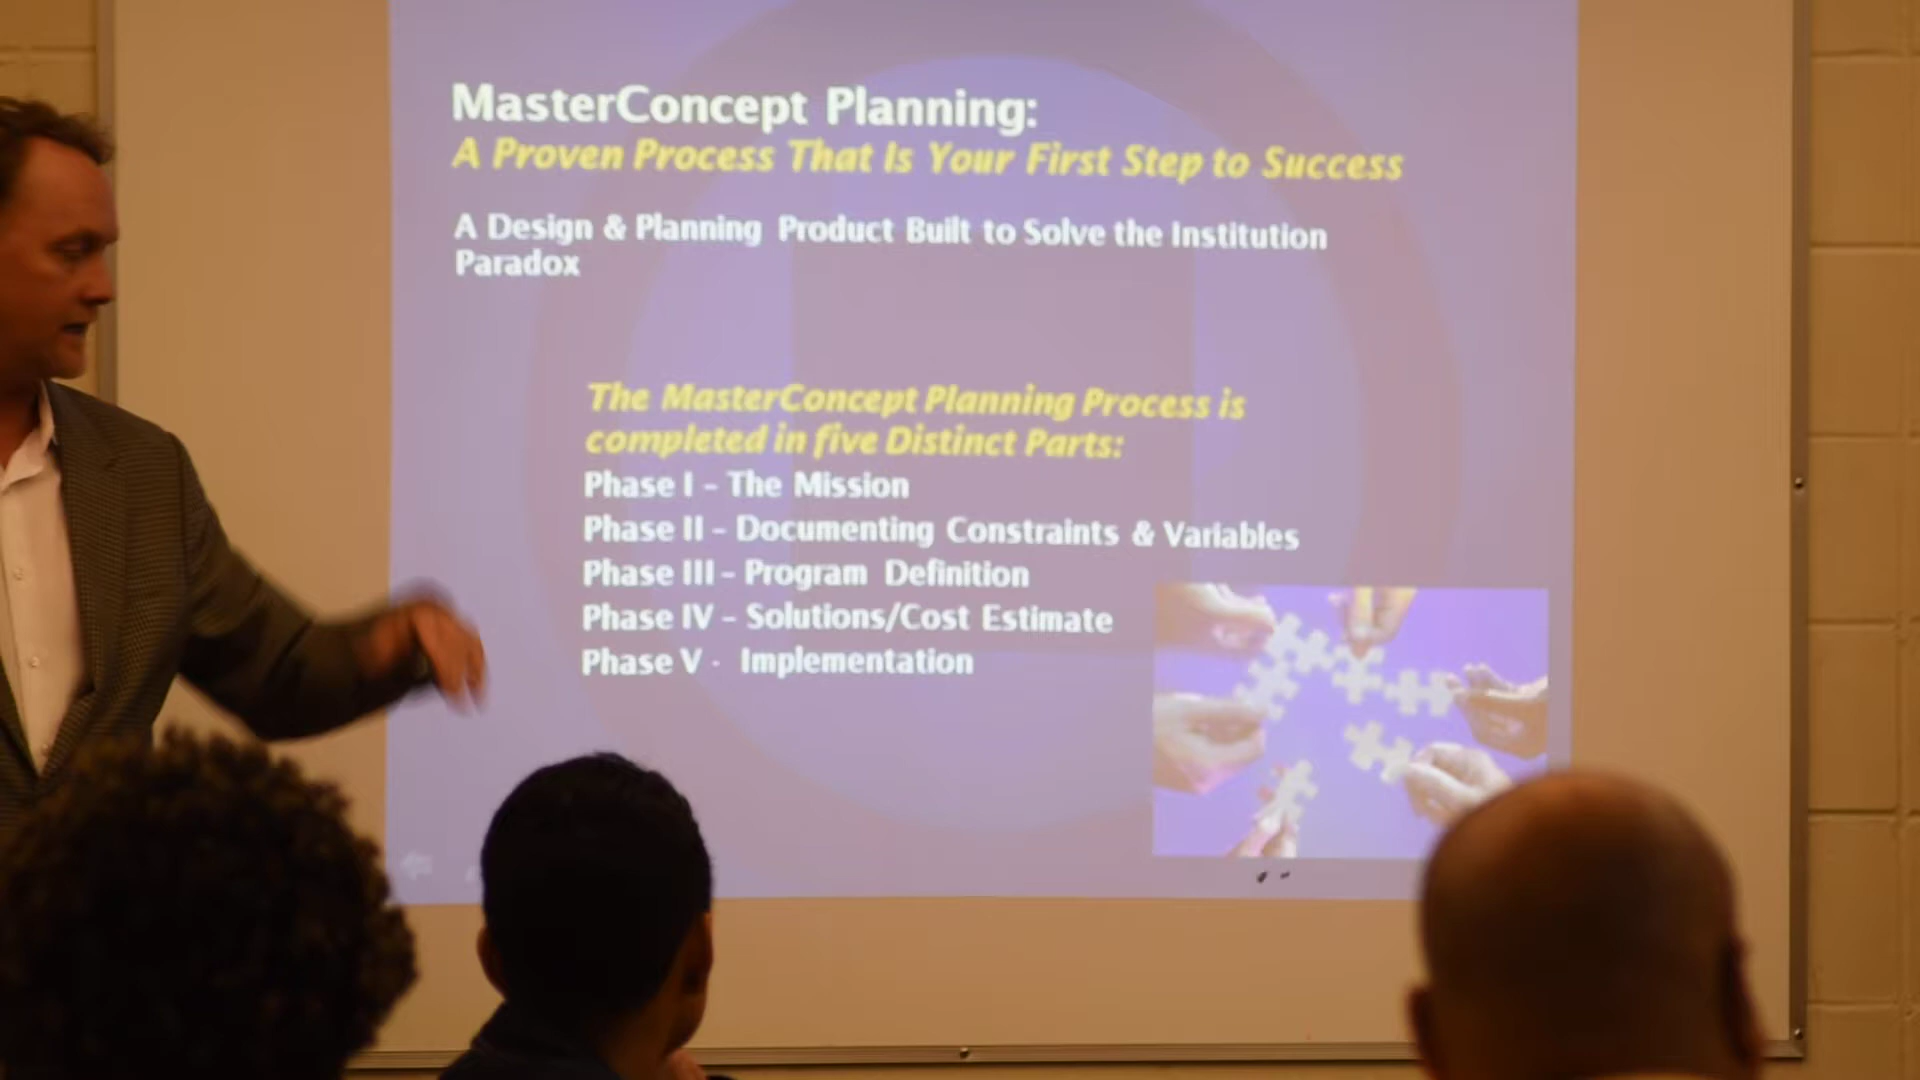 MasterConcept Planning:
A Proven Process That Is Your First Step to Success
A Design & Planning Product Built to Solve the Institution
Paradox
The MasterConcept Planning Process is
completed in five Distinct Parts:
Phase I – The Mission
Phase II – Documenting Constraints & Variables
Phase III – Program Definition
Phase IV – Solutions/Cost Estimate
Phase V - Implementation